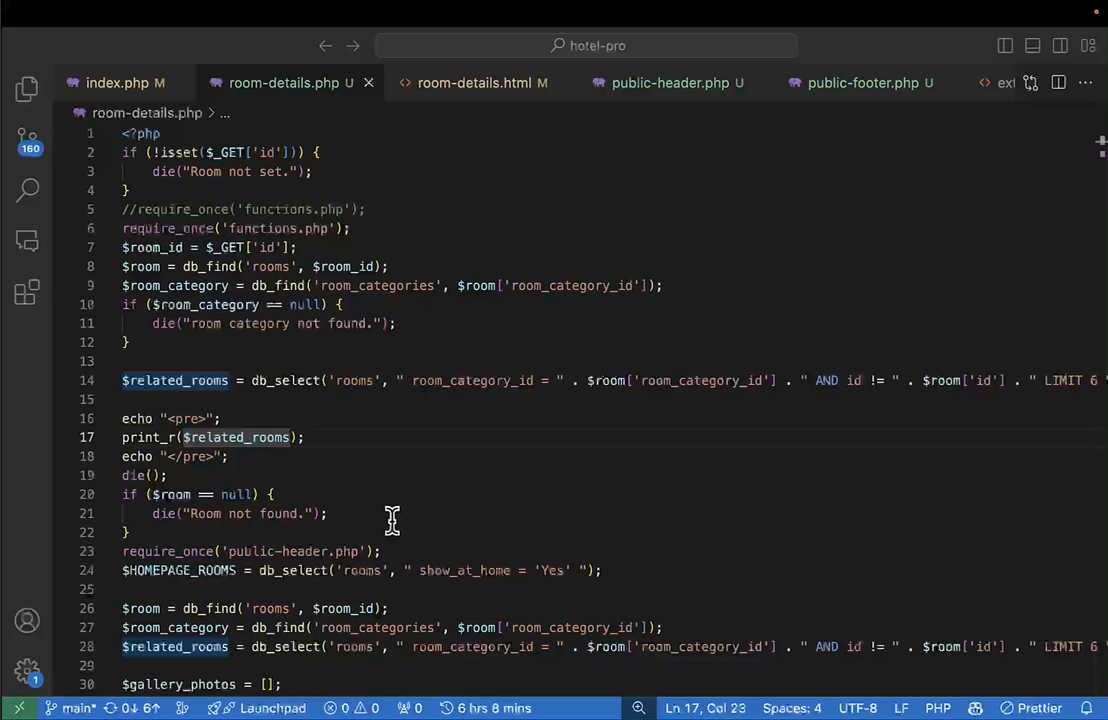 hotel-pro
index.php M
room-details.php U
room-details.html M
public-header.php U
public-footer.php U
ext
room-details.php > ...
160
1 <?php
2 if (!isset($_GET['id'])) {
3 die("Room not set.");
4 }
5 //require_once('functions.php');
6 require_once('functions.php');
7 $room_id = $_GET['id'];
8 $room = db_find('rooms', $room_id);
9 $room_category = db_find('room_categories', $room['room_category_id']);
10 if ($room_category == null) {
11 die("room category not found.");
12 }
13
14 $related_rooms = db_select('rooms', " room_category_id = " . $room['room_category_id'] . " AND id != " . $room['id'] . " LIMIT 6 "
15
16 echo "<pre>";
17 print_r($related_rooms);
18 echo "</pre>";
19 die();
20 if ($room == null) {
21 die("Room not found.");
22 }
23 require_once('public-header.php');
24 $HOMEPAGE_ROOMS = db_select('rooms', " show_at_home = 'Yes' ");
25
26 $room = db_find('rooms', $room_id);
27 $room_category = db_find('room_categories', $room['room_category_id']);
28 $related_rooms = db_select('rooms', " room_category_id = " . $room['room_category_id'] . " AND id != " . $room['id'] . " LIMIT 6 "
29
30 $gallery_photos = [];
1
main* 0↓ 6↑ Launchpad 0 0 0 6 hrs 8 mins Ln 17, Col 23 Spaces: 4 UTF-8 LF PHP Prettier